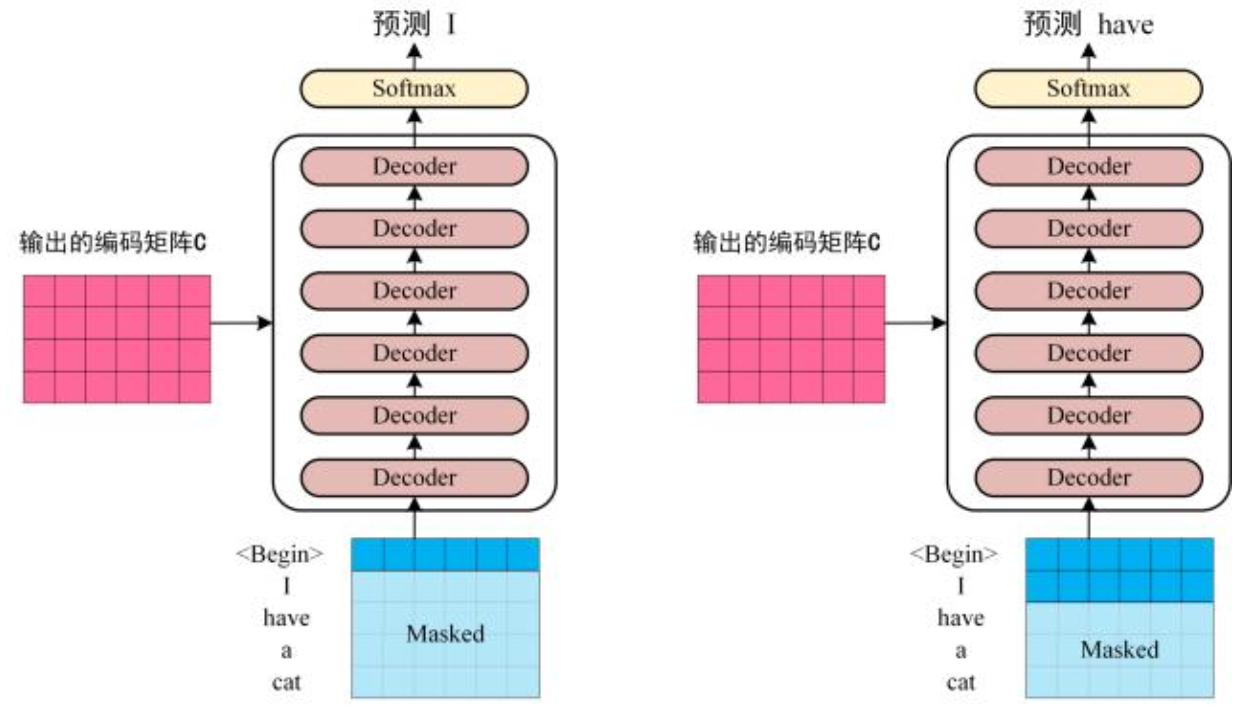 预测 I
Softmax
Decoder
Decoder
Decoder
Decoder
Decoder
Decoder
输出的编码矩阵C
<Begin>
I
have
a
cat
Masked
预测 have
Softmax
Decoder
Decoder
Decoder
Decoder
Decoder
Decoder
输出的编码矩阵C
<Begin>
I
have
a
cat
Masked